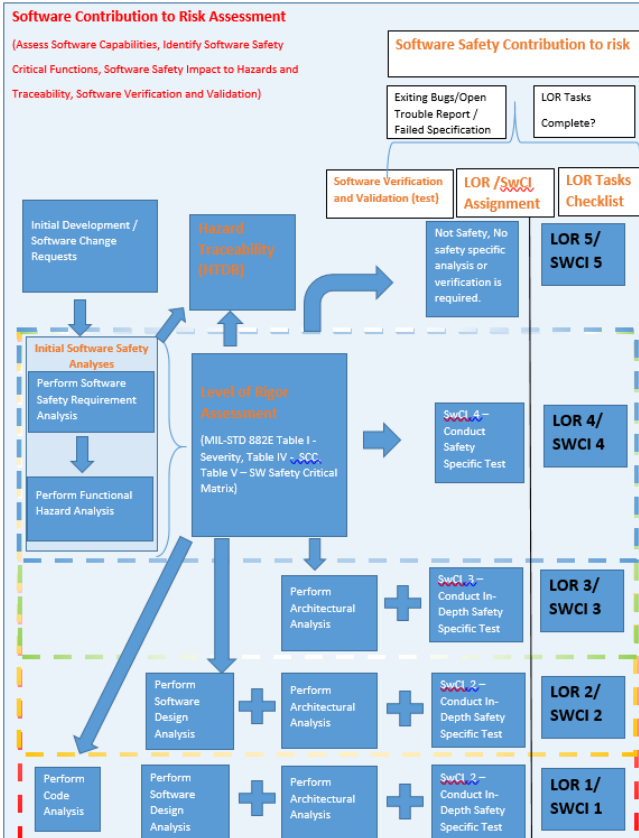 Software Contribution to Risk Assessment
(Assess Software Capabilities, Identify Software Safety
Critical Functions, Software Safety Impact to Hazards and
Traceability, Software Verification and Validation)
Software Safety Contribution to risk
Exiting Bugs/Open
Trouble Report /
Failed Specification
LOR Tasks
Complete?
Software Verification
and Validation (test)
LOR /SwCI
Assignment
LOR Tasks
Checklist
Initial Development /
Software Change
Requests
Hazard
Traceability
(HTDB)
Not Safety, No
safety specific
analysis or
verification is
required.
LOR 5/
SWCI 5
Initial Software Safety
Analyses
Perform Software
Safety Requirement
Analysis
Perform Functional
Hazard Analysis
Level of Rigor
Assessment
(MIL-STD 882E Table I -
Severity, Table IV - SCC,
Table V – SW Safety Critical
Matrix)
SwCI 4 –
Conduct
Safety
Specific Test
LOR 4/
SWCI 4
Perform
Architectural
Analysis
SwCI 3 –
Conduct In-
Depth Safety
Specific Test
LOR 3/
SWCI 3
Perform
Software
Design
Analysis
Perform
Architectural
Analysis
SwCI 2 –
Conduct In-
Depth Safety
Specific Test
LOR 2/
SWCI 2
Perform
Code
Analysis
Perform
Software
Design
Analysis
Perform
Architectural
Analysis
SwCI 2 –
Conduct In-
Depth Safety
Specific Test
LOR 1/
SWCI 1